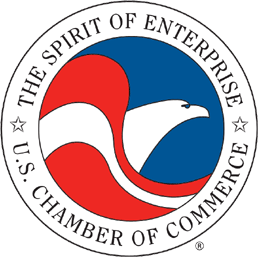 THE SPIRIT OF ENTERPRISE
U.S. CHAMBER OF COMMERCE
®